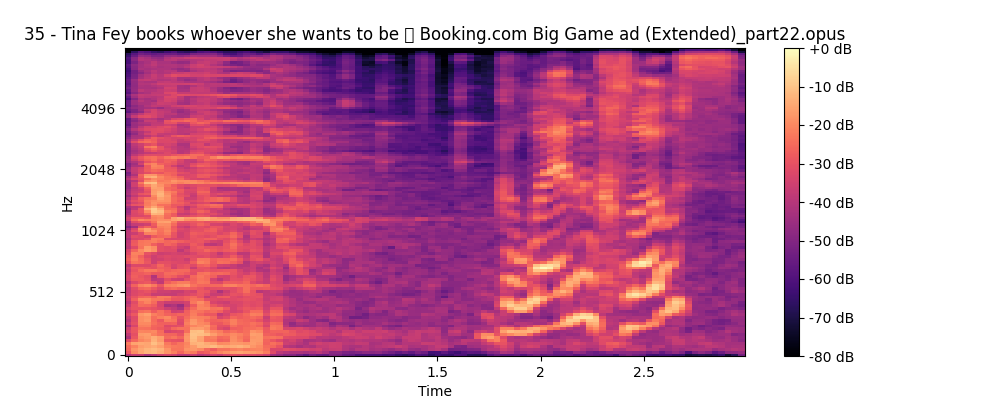 35 - Tina Fey books whoever she wants to be ▯ Booking.com Big Game ad (Extended)_part22.opus
+0 dB
-10 dB
-20 dB
-30 dB
-40 dB
-50 dB
-60 dB
-70 dB
-80 dB
Hz
4096
2048
1024
512
0
0
0.5
1
1.5
2
2.5
Time